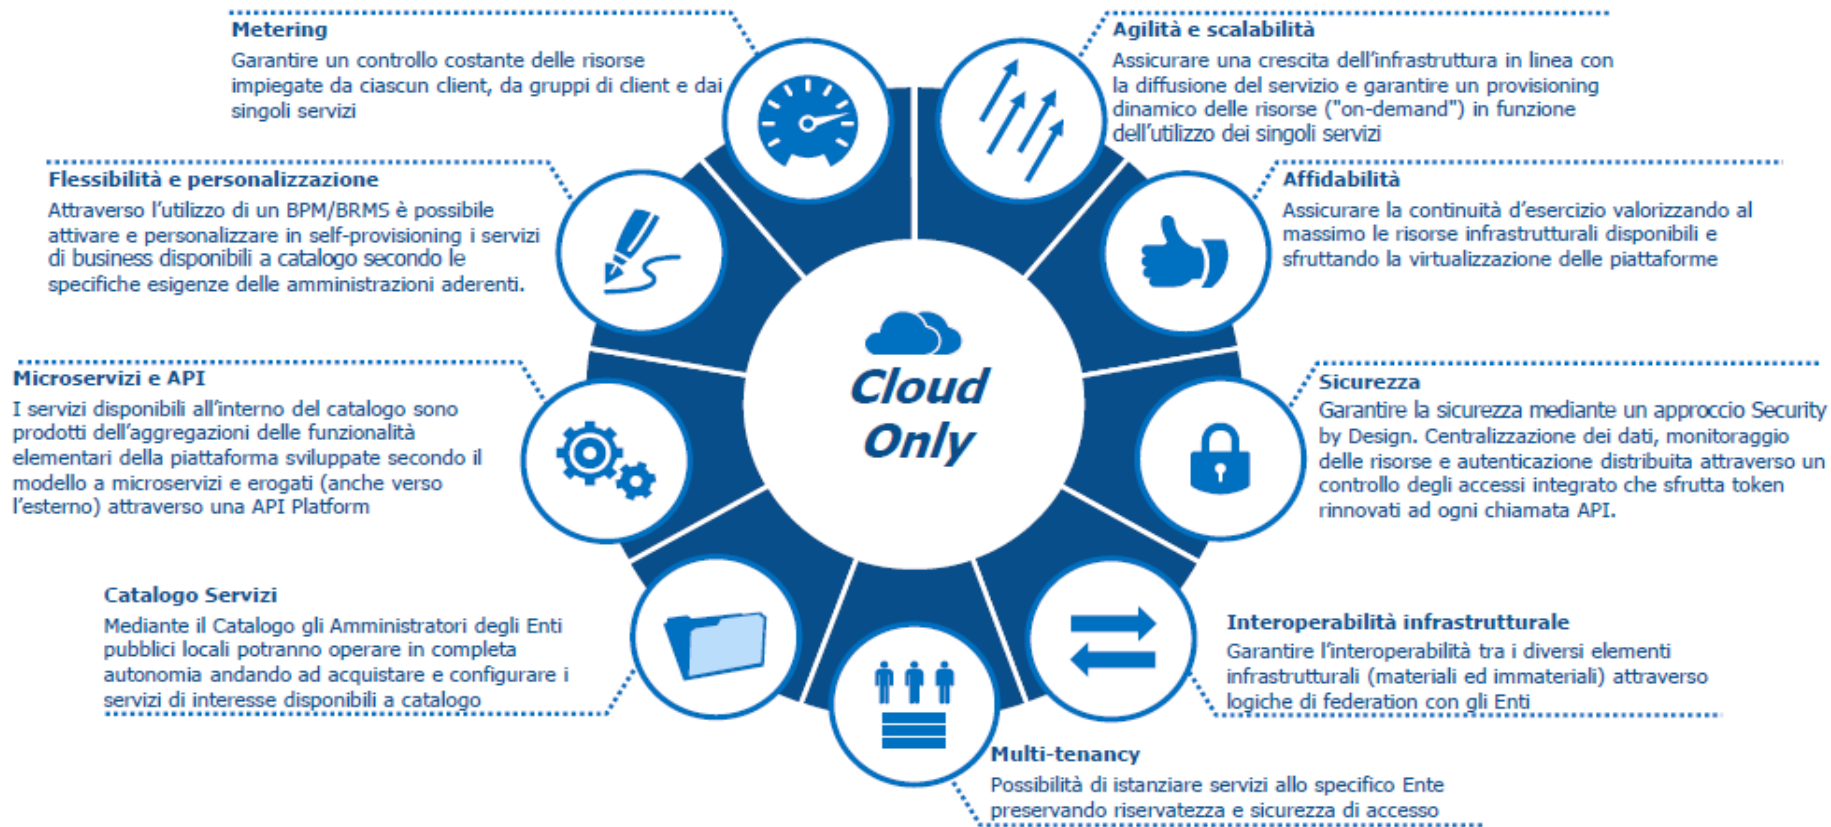 Metering
Garantire un controllo costante delle risorse
impiegate da ciascun client, da gruppi di client e dai
singoli servizi
Agilità e scalabilità
Assicurare una crescita dell'infrastruttura in linea con
la diffusione del servizio e garantire un provisioning
dinamico delle risorse ("on-demand") in funzione
dell'utilizzo dei singoli servizi
Flessibilità e personalizzazione
Attraverso l'utilizzo di un BPM/BRMS è possibile
attivare e personalizzare in self-provisioning i servizi
di business disponibili a catalogo secondo le
specifiche esigenze delle amministrazioni aderenti.
Affidabilità
Assicurare la continuità d'esercizio valorizzando al
massimo le risorse infrastrutturali disponibili e
sfruttando la virtualizzazione delle piattaforme
Cloud
Only
Microservizi e API
I servizi disponibili all'interno del catalogo sono
prodotti dell'aggregazioni delle funzionalità
elementari della piattaforma sviluppate secondo il
modello a microservizi e erogati (anche verso
l'esterno) attraverso una API Platform
Sicurezza
Garantire la sicurezza mediante un approccio Security
by Design. Centralizzazione dei dati, monitoraggio
delle risorse e autenticazione distribuita attraverso un
controllo degli accessi integrato che sfrutta token
rinnovati ad ogni chiamata API.
Catalogo Servizi
Mediante il Catalogo gli Amministratori degli Enti
pubblici locali potranno operare in completa
autonomia andando ad acquistare e configurare i
servizi di interesse disponibili a catalogo
Interoperabilità infrastrutturale
Garantire l'interoperabilità tra i diversi elementi
infrastrutturali (materiali ed immateriali) attraverso
logiche di federation con gli Enti
Multi-tenancy
Possibilità di istanziare servizi allo specifico Ente
preservando riservatezza e sicurezza di accesso